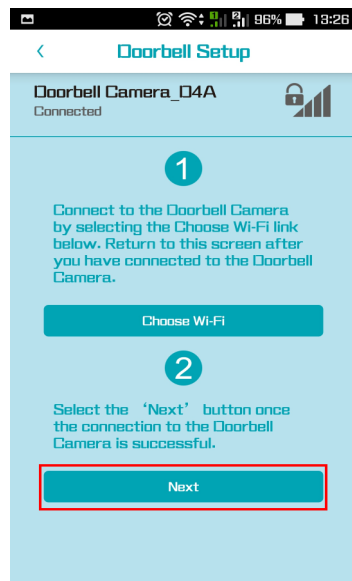 96% 13:26
Doorbell Setup
Doorbell Camera_D4A
Connected
1
Connect to the Doorbell Camera
by selecting the Choose Wi-Fi link
below. Return to this screen after
you have connected to the Doorbell
Camera.
Choose Wi-Fi
2
Select the ‘Next’ button once
the connection to the Doorbell
Camera is successful.
Next